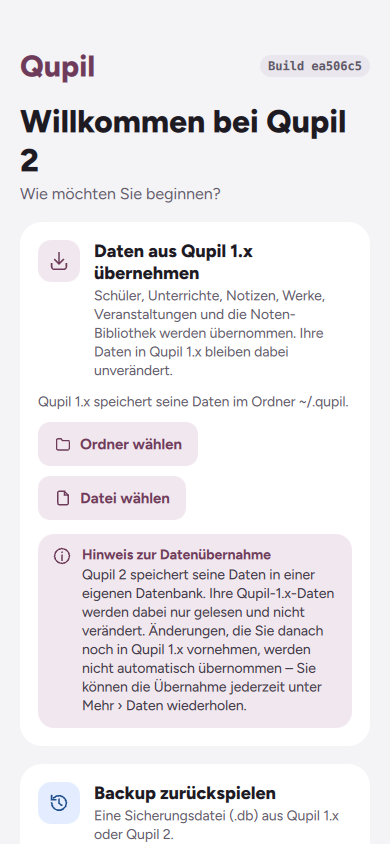 Qupil
Build ea506c5
Willkommen bei Qupil
2
Wie möchten Sie beginnen?
Daten aus Qupil 1.x
übernehmen
Schüler, Unterrichte, Notizen, Werke,
Veranstaltungen und die Noten-
Bibliothek werden übernommen. Ihre
Daten in Qupil 1.x bleiben dabei
unverändert.
Qupil 1.x speichert seine Daten im Ordner ~/.qupil.
Ordner wählen
Datei wählen
Hinweis zur Datenübernahme
Qupil 2 speichert seine Daten in einer
eigenen Datenbank. Ihre Qupil-1.x-Daten
werden dabei nur gelesen und nicht
verändert. Änderungen, die Sie danach
noch in Qupil 1.x vornehmen, werden
nicht automatisch übernommen – Sie
können die Übernahme jederzeit unter
Mehr › Daten wiederholen.
Backup zurückspielen
Eine Sicherungsdatei (.db) aus Qupil 1.x
oder Qupil 2.